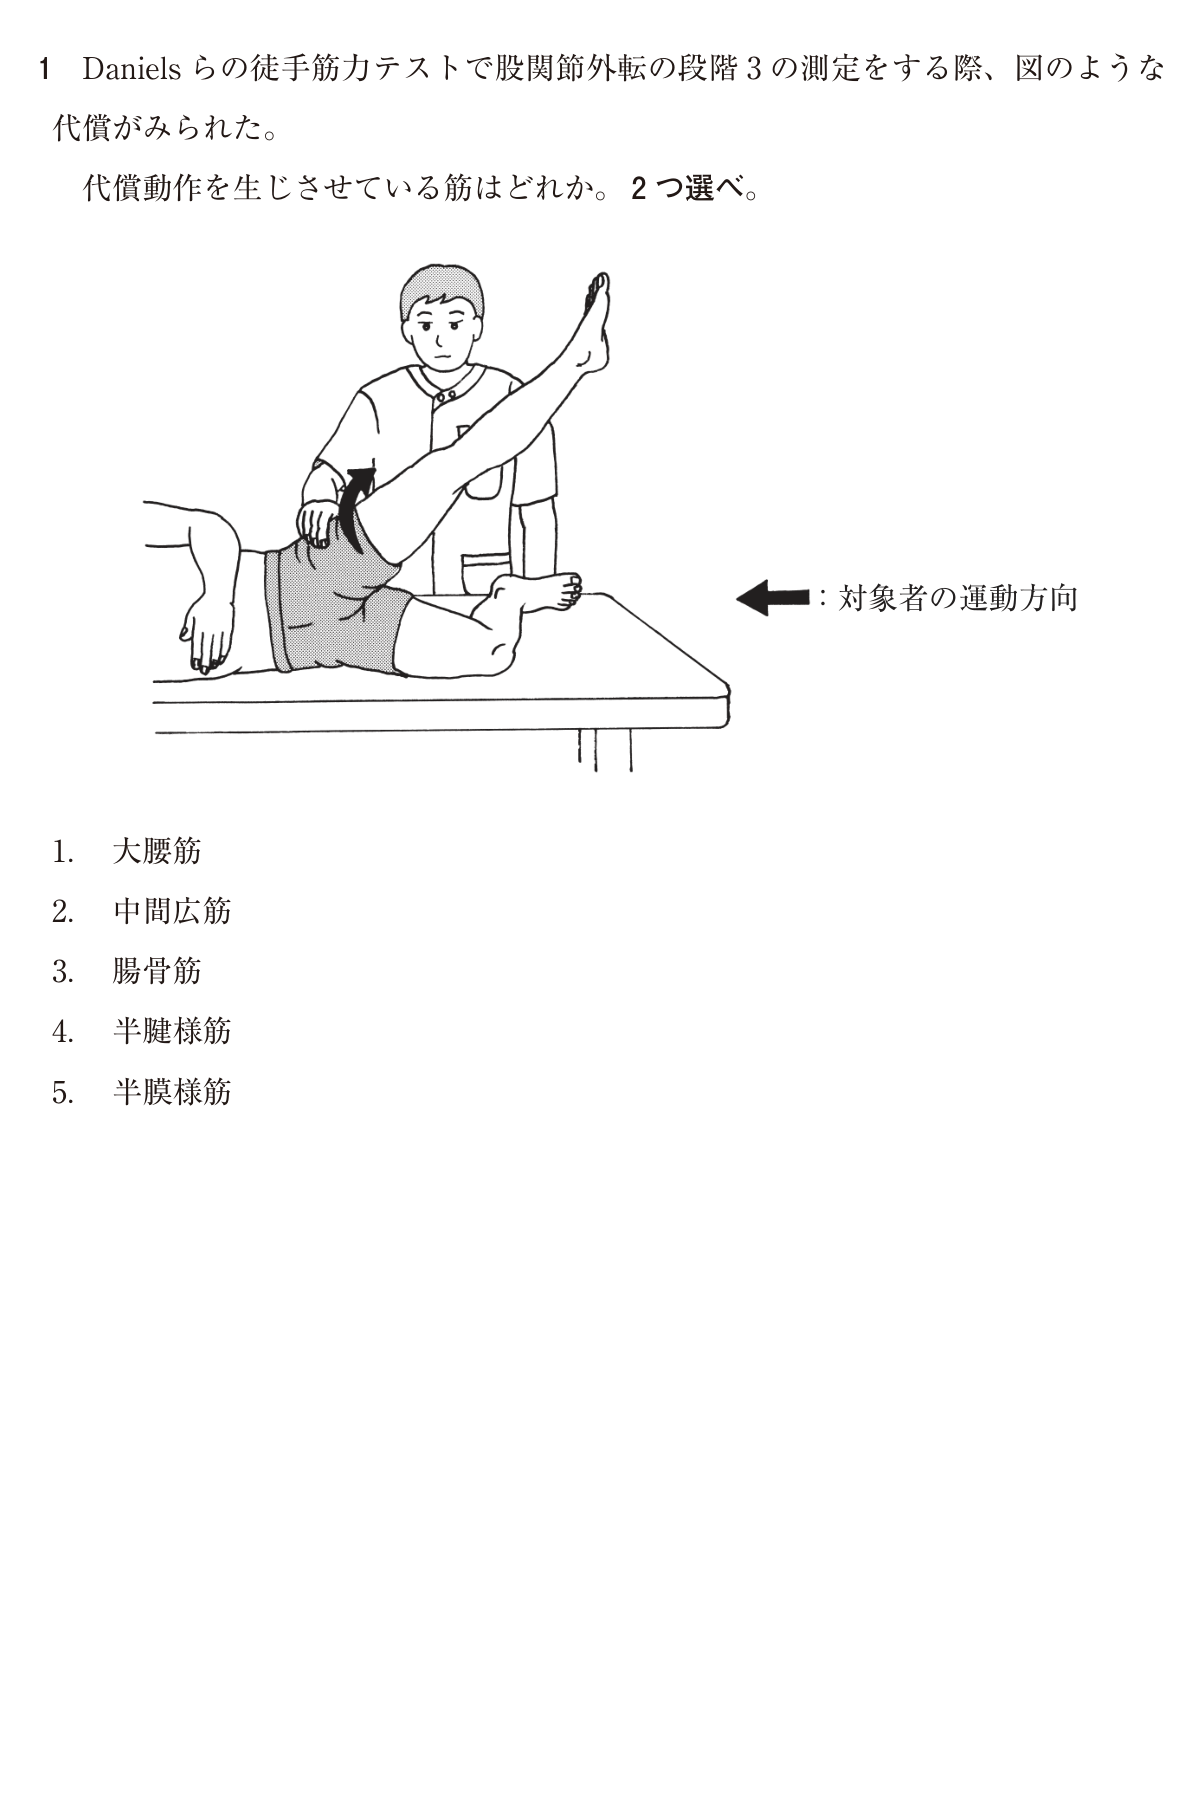 1 Daniels らの徒手筋力テストで股関節外転の段階 3 の測定をする際、図のような
代償がみられた。
代償動作を生じさせている筋はどれか。2 つ選べ。
：対象者の運動方向
1. 大腰筋
2. 中間広筋
3. 腸骨筋
4. 半腱様筋
5. 半膜様筋